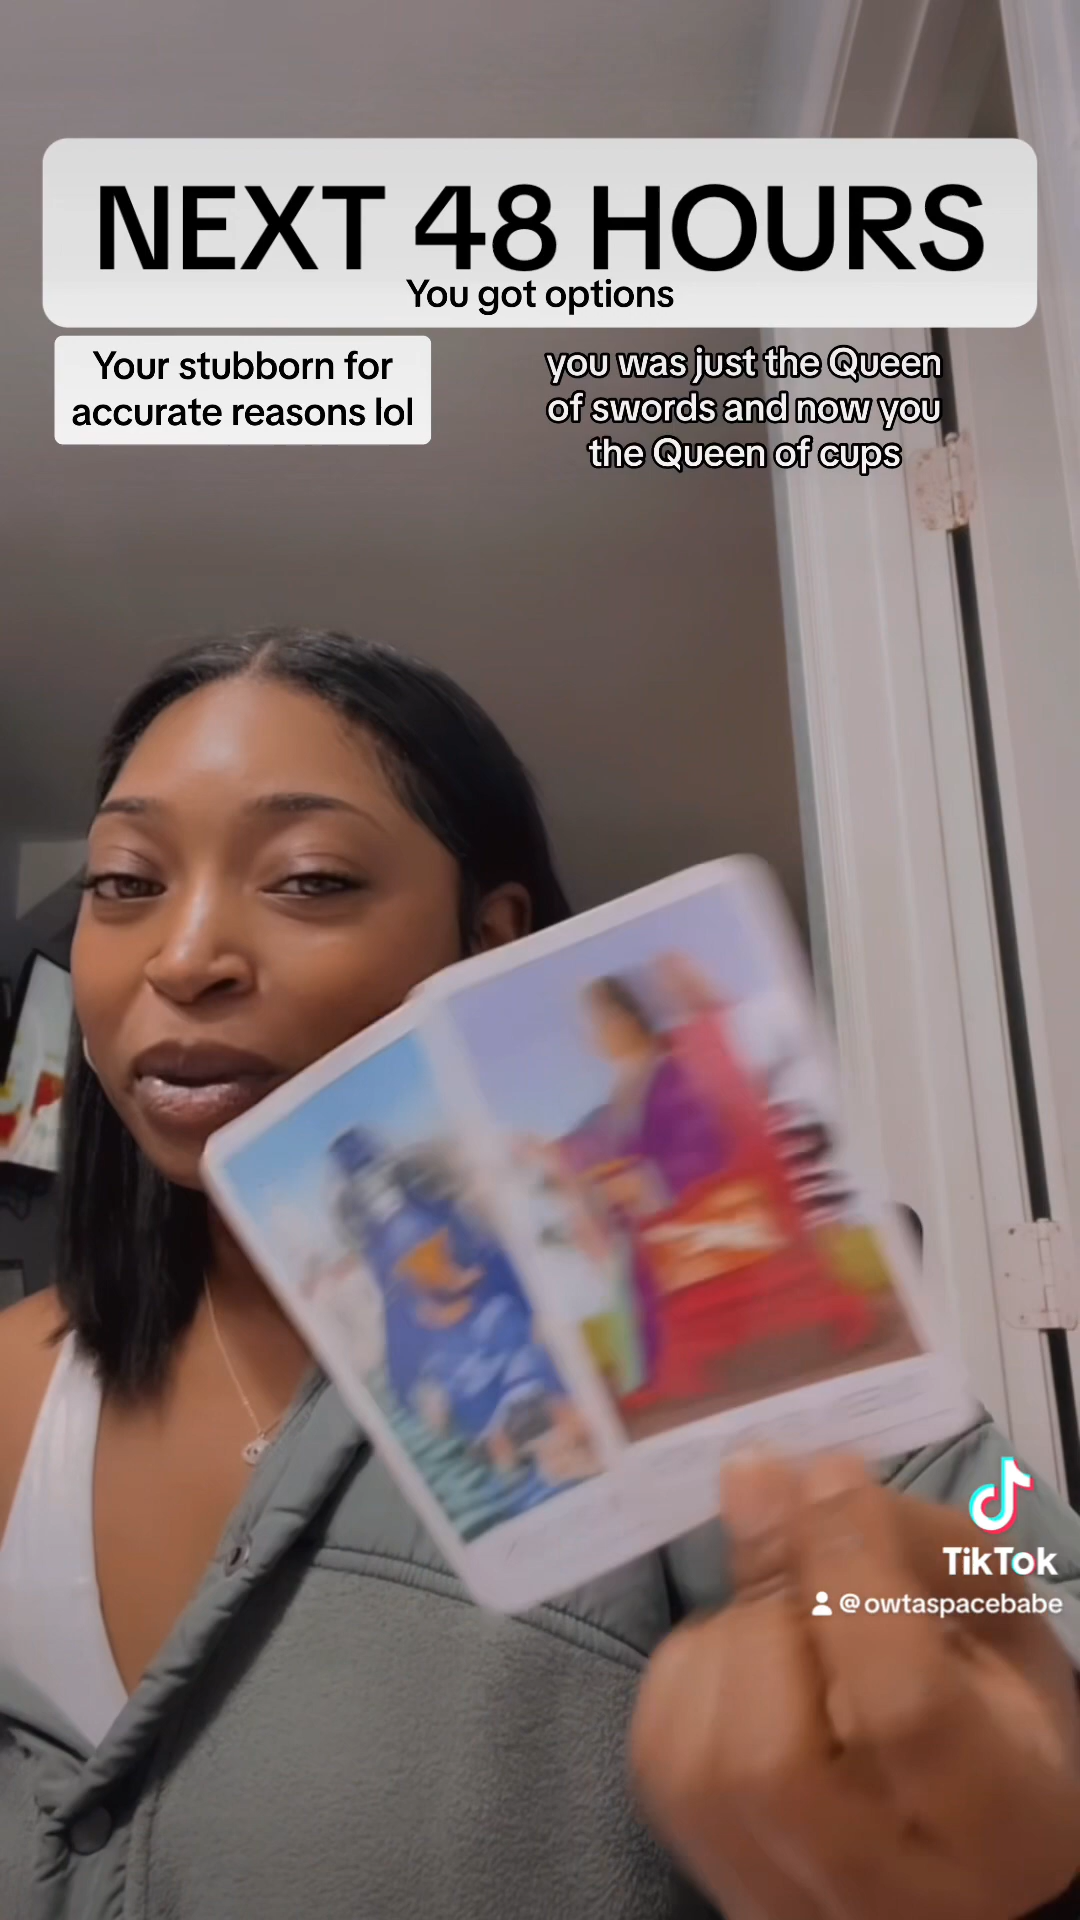 NEXT 48 HOURS
You got options
Your stubborn for
accurate reasons lol
you was just the Queen
of swords and now you
the Queen of cups
TikTok
@owtaspacebabe